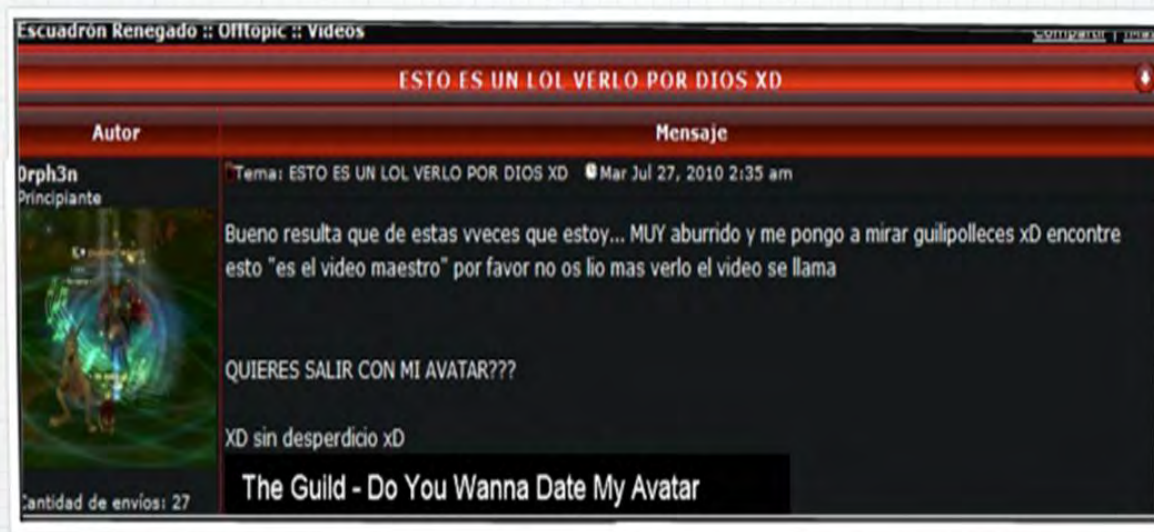 Escuadrón Renegado :: Offtopic :: Videos
Compartir |
ESTO ES UN LOL VERLO POR DIOS XD
Autor
Mensaje
0rph3n
Principiante
Tema: ESTO ES UN LOL VERLO POR DIOS XD Mar Jul 27, 2010 2:35 am
Bueno resulta que de estas vveces que estoy... MUY aburrido y me pongo a mirar guilipolleces xD encontre
esto "es el video maestro" por favor no os lio mas verlo el video se llama
QUIERES SALIR CON MI AVATAR???
XD sin desperdicio xD
The Guild - Do You Wanna Date My Avatar
Cantidad de envíos: 27